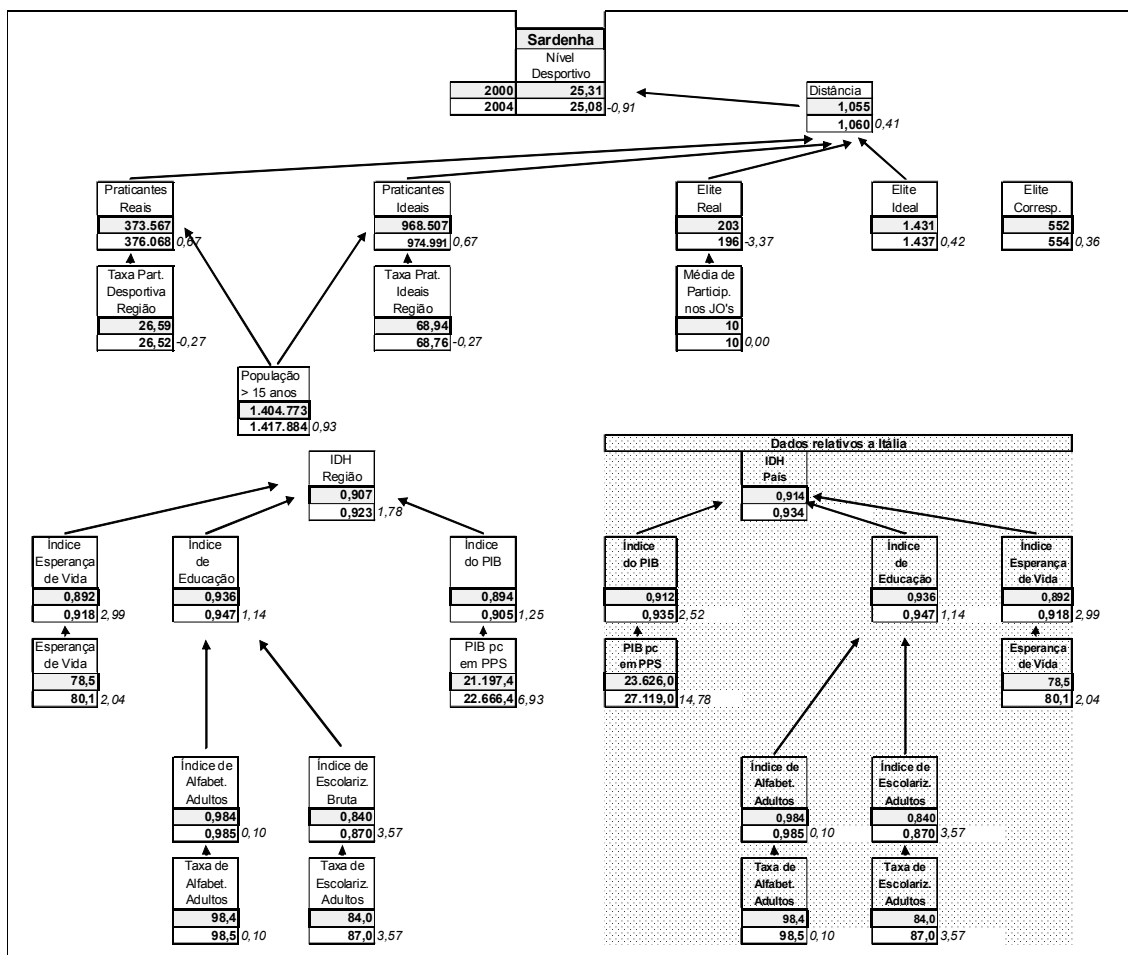 Sardenha
Nível
Desportivo
2000 25,31
2004 25,08 -0,91
Distância
1,055
1,060 0,41
Praticantes
Reais
373.567
376.068 0,67
Praticantes
Ideais
968.507
974.991 0,67
Elite
Real
203
196 -3,37
Elite
Ideal
1.431
1.437 0,42
Elite
Corresp.
552
554 0,36
Taxa Part.
Desportiva
Região
26,59
26,52 -0,27
Taxa Prat.
Ideais
Região
68,94
68,76 -0,27
Média de
Particip.
nos JO's
10
10 0,00
População
> 15 anos
1.404.773
1.417.884 0,93
IDH
Região
0,907
0,923 1,78
Índice
Esperança
de Vida
0,892
0,918 2,99
Índice
de
Educação
0,936
0,947 1,14
Índice
do PIB
0,894
0,905 1,25
Esperança
de Vida
78,5
80,1 2,04
PIB pc
em PPS
21.197,4
22.666,4 6,93
Índice de
Alfabet.
Adultos
0,984
0,985 0,10
Índice de
Escolariz.
Bruta
0,840
0,870 3,57
Taxa de
Alfabet.
Adultos
98,4
98,5 0,10
Taxa de
Escolariz.
Adultos
84,0
87,0 3,57
Dados relativos a Itália
IDH
País
0,914
0,934
Índice
do PIB
0,912
0,935 2,52
Índice
de
Educação
0,936
0,947 1,14
Índice
Esperança
de Vida
0,892
0,918 2,99
PIB pc
em PPS
23.626,0
27.119,0 14,78
Esperança
de Vida
78,5
80,1 2,04
Índice de
Alfabet.
Adultos
0,984
0,985 0,10
Índice de
Escolariz.
Adultos
0,840
0,870 3,57
Taxa de
Alfabet.
Adultos
98,4
98,5 0,10
Taxa de
Escolariz.
Adultos
84,0
87,0 3,57